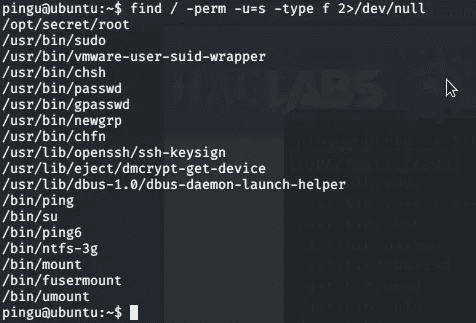 pingu@ubuntu:~$ find / -perm -u=s -type f 2>/dev/null
/opt/secret/root
/usr/bin/sudo
/usr/bin/vmware-user-suid-wrapper
/usr/bin/chsh
/usr/bin/passwd
/usr/bin/gpasswd
/usr/bin/newgrp
/usr/bin/chfn
/usr/lib/openssh/ssh-keysign
/usr/lib/eject/dmcrypt-get-device
/usr/lib/dbus-1.0/dbus-daemon-launch-helper
/bin/ping
/bin/su
/bin/ping6
/bin/ntfs-3g
/bin/mount
/bin/fusermount
/bin/umount
pingu@ubuntu:~$
HACLABS